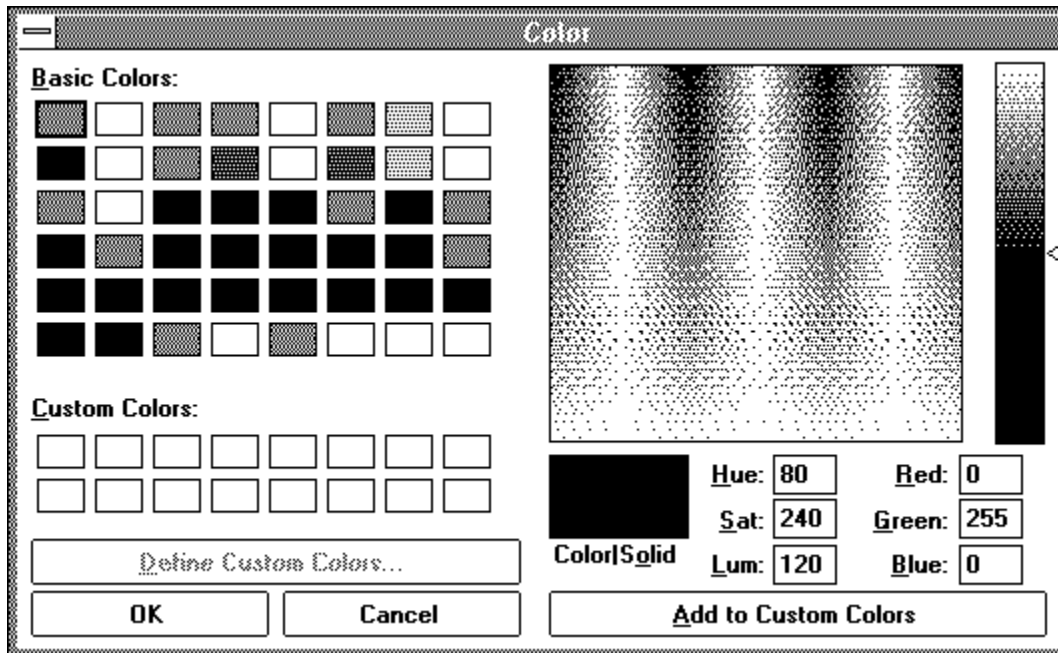 Color
Basic Colors:
Custom Colors:
Define Custom Colors...
OK
Cancel
Color|Solid
Hue: 80
Sat: 240
Lum: 120
Red: 0
Green: 255
Blue: 0
Add to Custom Colors